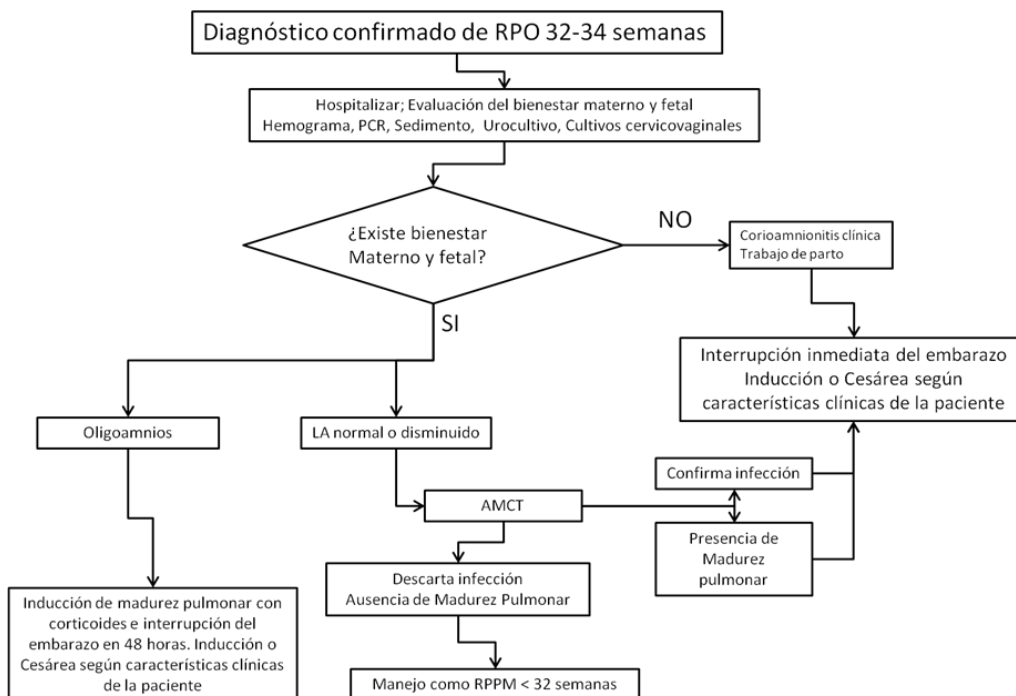 Diagnóstico confirmado de RPO 32-34 semanas
Hospitalizar; Evaluación del bienestar materno y fetal
Hemograma, PCR, Sedimento, Urocultivo, Cultivos cervicovaginales
¿Existe bienestar
Materno y fetal?
NO
Corioamnionitis clínica
Trabajo de parto
SI
Interrupción inmediata del embarazo
Inducción o Cesárea según
características clínicas de la paciente
Oligoamnios
LA normal o disminuido
Confirma infección
AMCT
Presencia de
Madurez
pulmonar
Descarta infección
Ausencia de Madurez Pulmonar
Inducción de madurez pulmonar con
corticoides e interrupción del
embarazo en 48 horas. Inducción o
Cesárea según características clínicas
de la paciente
Manejo como RPPM < 32 semanas